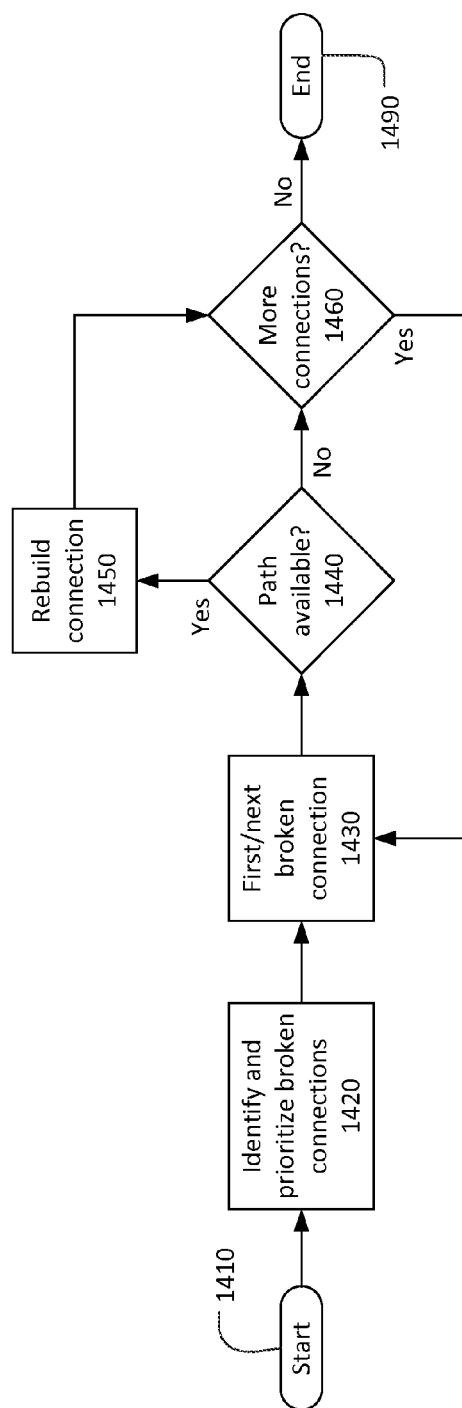 1410
Start
Identify and
prioritize broken
connections
1420
First/next
broken
connection
1430
Path
available?
1440
Yes
No
Rebuild
connection
1450
More
connections?
1460
Yes
No
End
1490